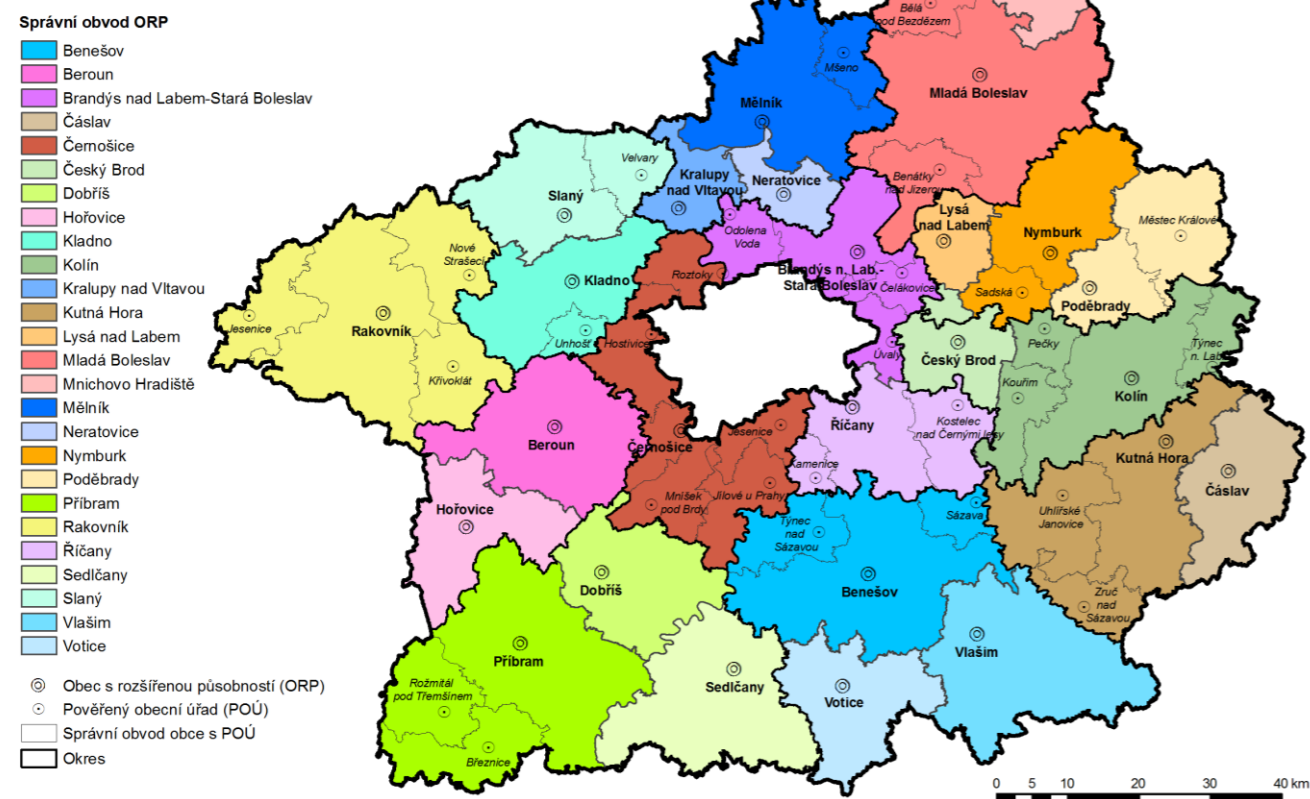 Správní obvod ORP
Benešov
Beroun
Brandýs nad Labem-Stará Boleslav
Čáslav
Černošice
Český Brod
Dobříš
Hořovice
Kladno
Kolín
Kralupy nad Vltavou
Kutná Hora
Lysá nad Labem
Mladá Boleslav
Mnichovo Hradiště
Mělník
Neratovice
Nymburk
Poděbrady
Příbram
Rakovník
Říčany
Sedlčany
Slaný
Vlašim
Votice
Obec s rozšířenou působností (ORP)
Pověřený obecní úřad (POÚ)
Správní obvod obce s POÚ
Okres
Bělá
pod Bezdězem
Mšeno
Mladá Boleslav
Mělník
Velvary
Kralupy
nad Vltavou
Neratovice
Benátky
nad Jizerou
Slaný
Lysá
nad Labem
Městec Králové
Odolena
Voda
Nymburk
Nové
Strašecí
Roztoky
Kladno
Brandýs n. Lab.-
Stará Boleslav
Čelákovice
Sadská
Poděbrady
Jesenice
Rakovník
Unhošť
Hostivice
Úvaly
Český Brod
Pečky
Týnec
n. Lab.
Křivoklát
Kouřim
Kolín
Beroun
Černošice
Jesenice
Říčany
Kostelec
nad Černými lesy
Kutná Hora
Kamenice
Čáslav
Hořovice
Mníšek
pod Brdy
Jílové u Prahy
Uhlířské
Janovice
Týnec
nad
Sázavou
Sázava
Dobříš
Benešov
Zruč
nad
Sázavou
Příbram
Vlašim
Rožmitál
pod Třemšínem
Sedlčany
Votice
Březnice
0 5 10 20 30 40 km